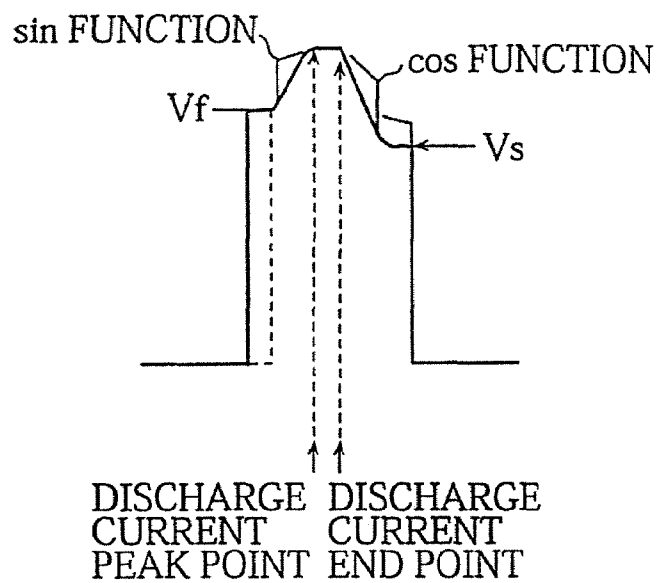 sin FUNCTION
cos FUNCTION
Vf
Vs
DISCHARGE CURRENT PEAK POINT
DISCHARGE CURRENT END POINT